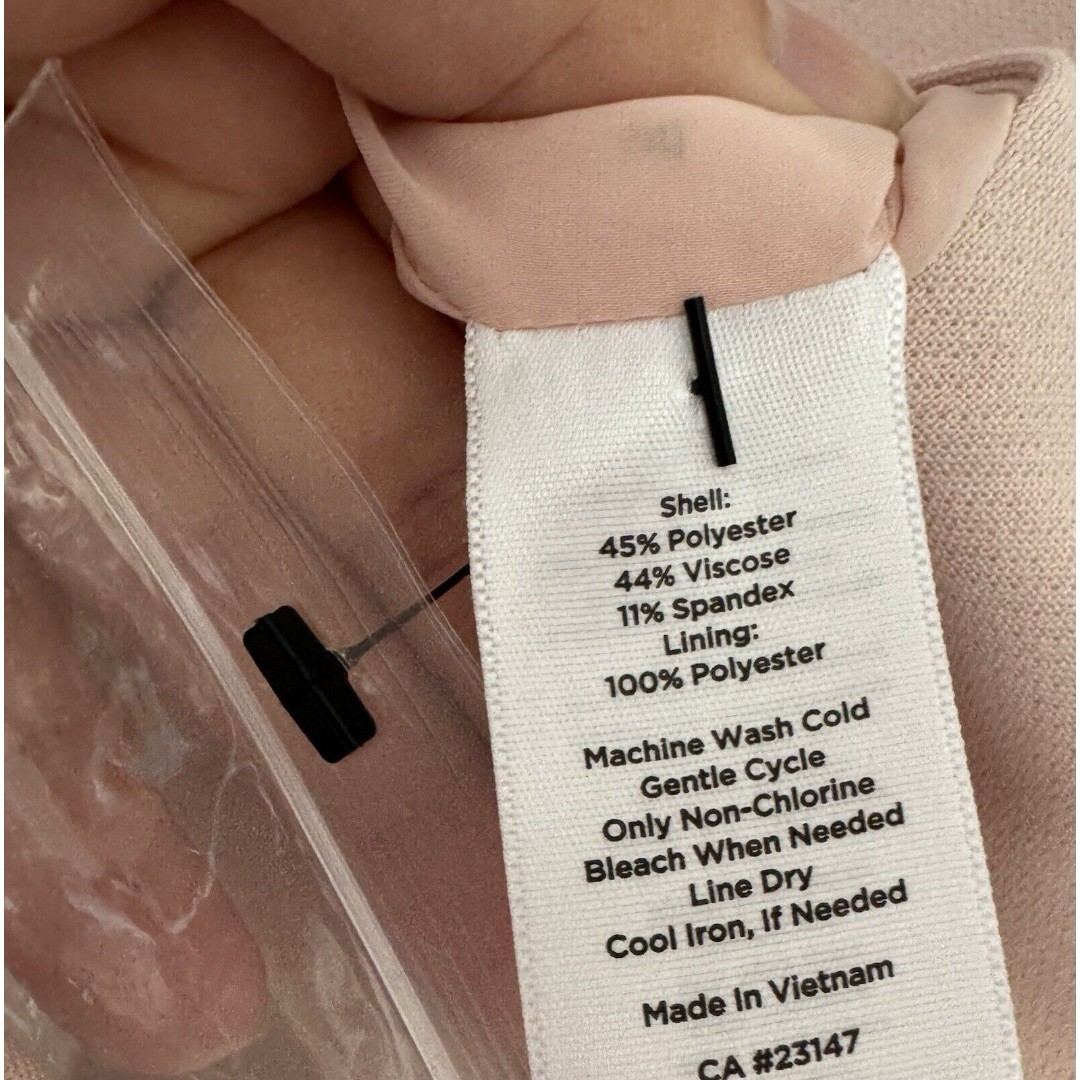 Shell:
45% Polyester
44% Viscose
11% Spandex
Lining:
100% Polyester
Machine Wash Cold
Gentle Cycle
Only Non-Chlorine
Bleach When Needed
Line Dry
Cool Iron, If Needed
Made In Vietnam
CA #23147